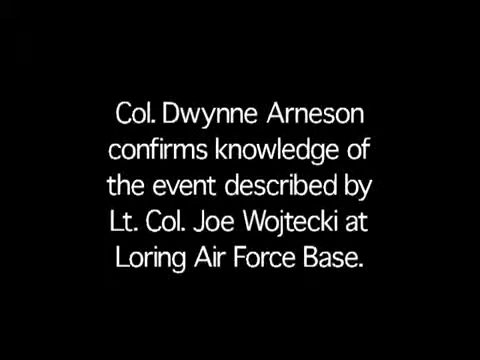 Col. Dwynne Arneson
confirms knowledge of
the event described by
Lt. Col. Joe Wojtecki at
Loring Air Force Base.